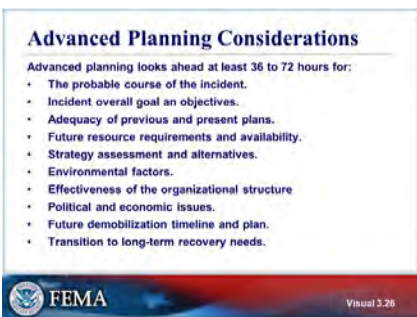 Advanced Planning Considerations
Advanced planning looks ahead at least 36 to 72 hours for:
• The probable course of the incident.
• Incident overall goal an objectives.
• Adequacy of previous and present plans.
• Future resource requirements and availability.
• Strategy assessment and alternatives.
• Environmental factors.
• Effectiveness of the organizational structure
• Political and economic issues.
• Future demobilization timeline and plan.
• Transition to long-term recovery needs.
FEMA
Visual 3.26